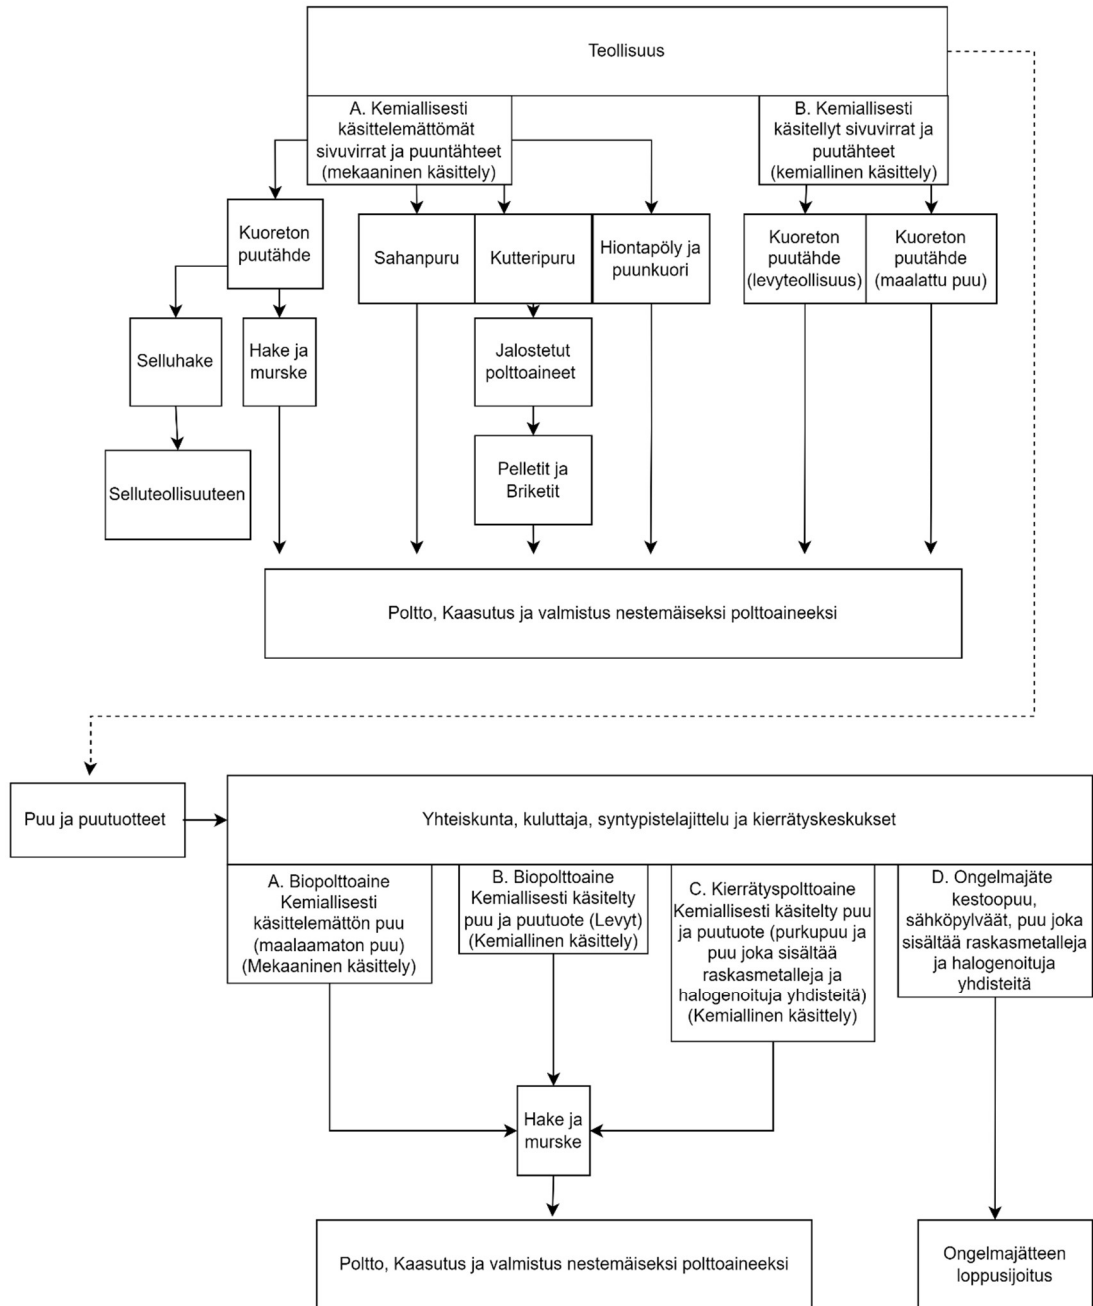 Teollisuus
A. Kemiallisesti
käsittelemättömät
sivuvirrat ja puuntähteet
(mekaaninen käsittely)
B. Kemiallisesti
käsitellyt sivuvirrat ja
puutähteet
(kemiallinen käsittely)
Kuoreton
puutähde
Sahanpuru
Kutteripuru
Hiontapöly ja
puunkuori
Kuoreton
puutähde
(levyteollisuus)
Kuoreton
puutähde
(maalattu puu)
Selluhake
Hake ja
murske
Jalostetut
polttoaineet
Selluteollisuuteen
Pelletit ja
Briketit
Poltto, Kaasutus ja valmistus nestemäiseksi polttoaineeksi
Puu ja puutuotteet
Yhteiskunta, kuluttaja, syntypistelajittelu ja kierrätyskeskukset
A. Biopolttoaine
Kemiallisesti
käsittelemättön puu
(maalaamaton puu)
(Mekaaninen käsittely)
B. Biopolttoaine
Kemiallisesti käsitelty
puu ja puutuote (Levyt)
(Kemiallinen käsittely)
C. Kierrätyspolttoaine
Kemiallisesti käsitelty puu
ja puutuote (purkupuu ja
puu joka sisältää
raskasmetalleja ja
halogenoituja yhdisteitä)
(Kemiallinen käsittely)
D. Ongelmajäte
kestoopuu,
sähköpylväät, puu joka
sisältää raskasmetalleja
ja halogenoituja
yhdisteitä
Hake ja
murske
Poltto, Kaasutus ja valmistus nestemäiseksi polttoaineeksi
Ongelmajätteen
loppusijoitus